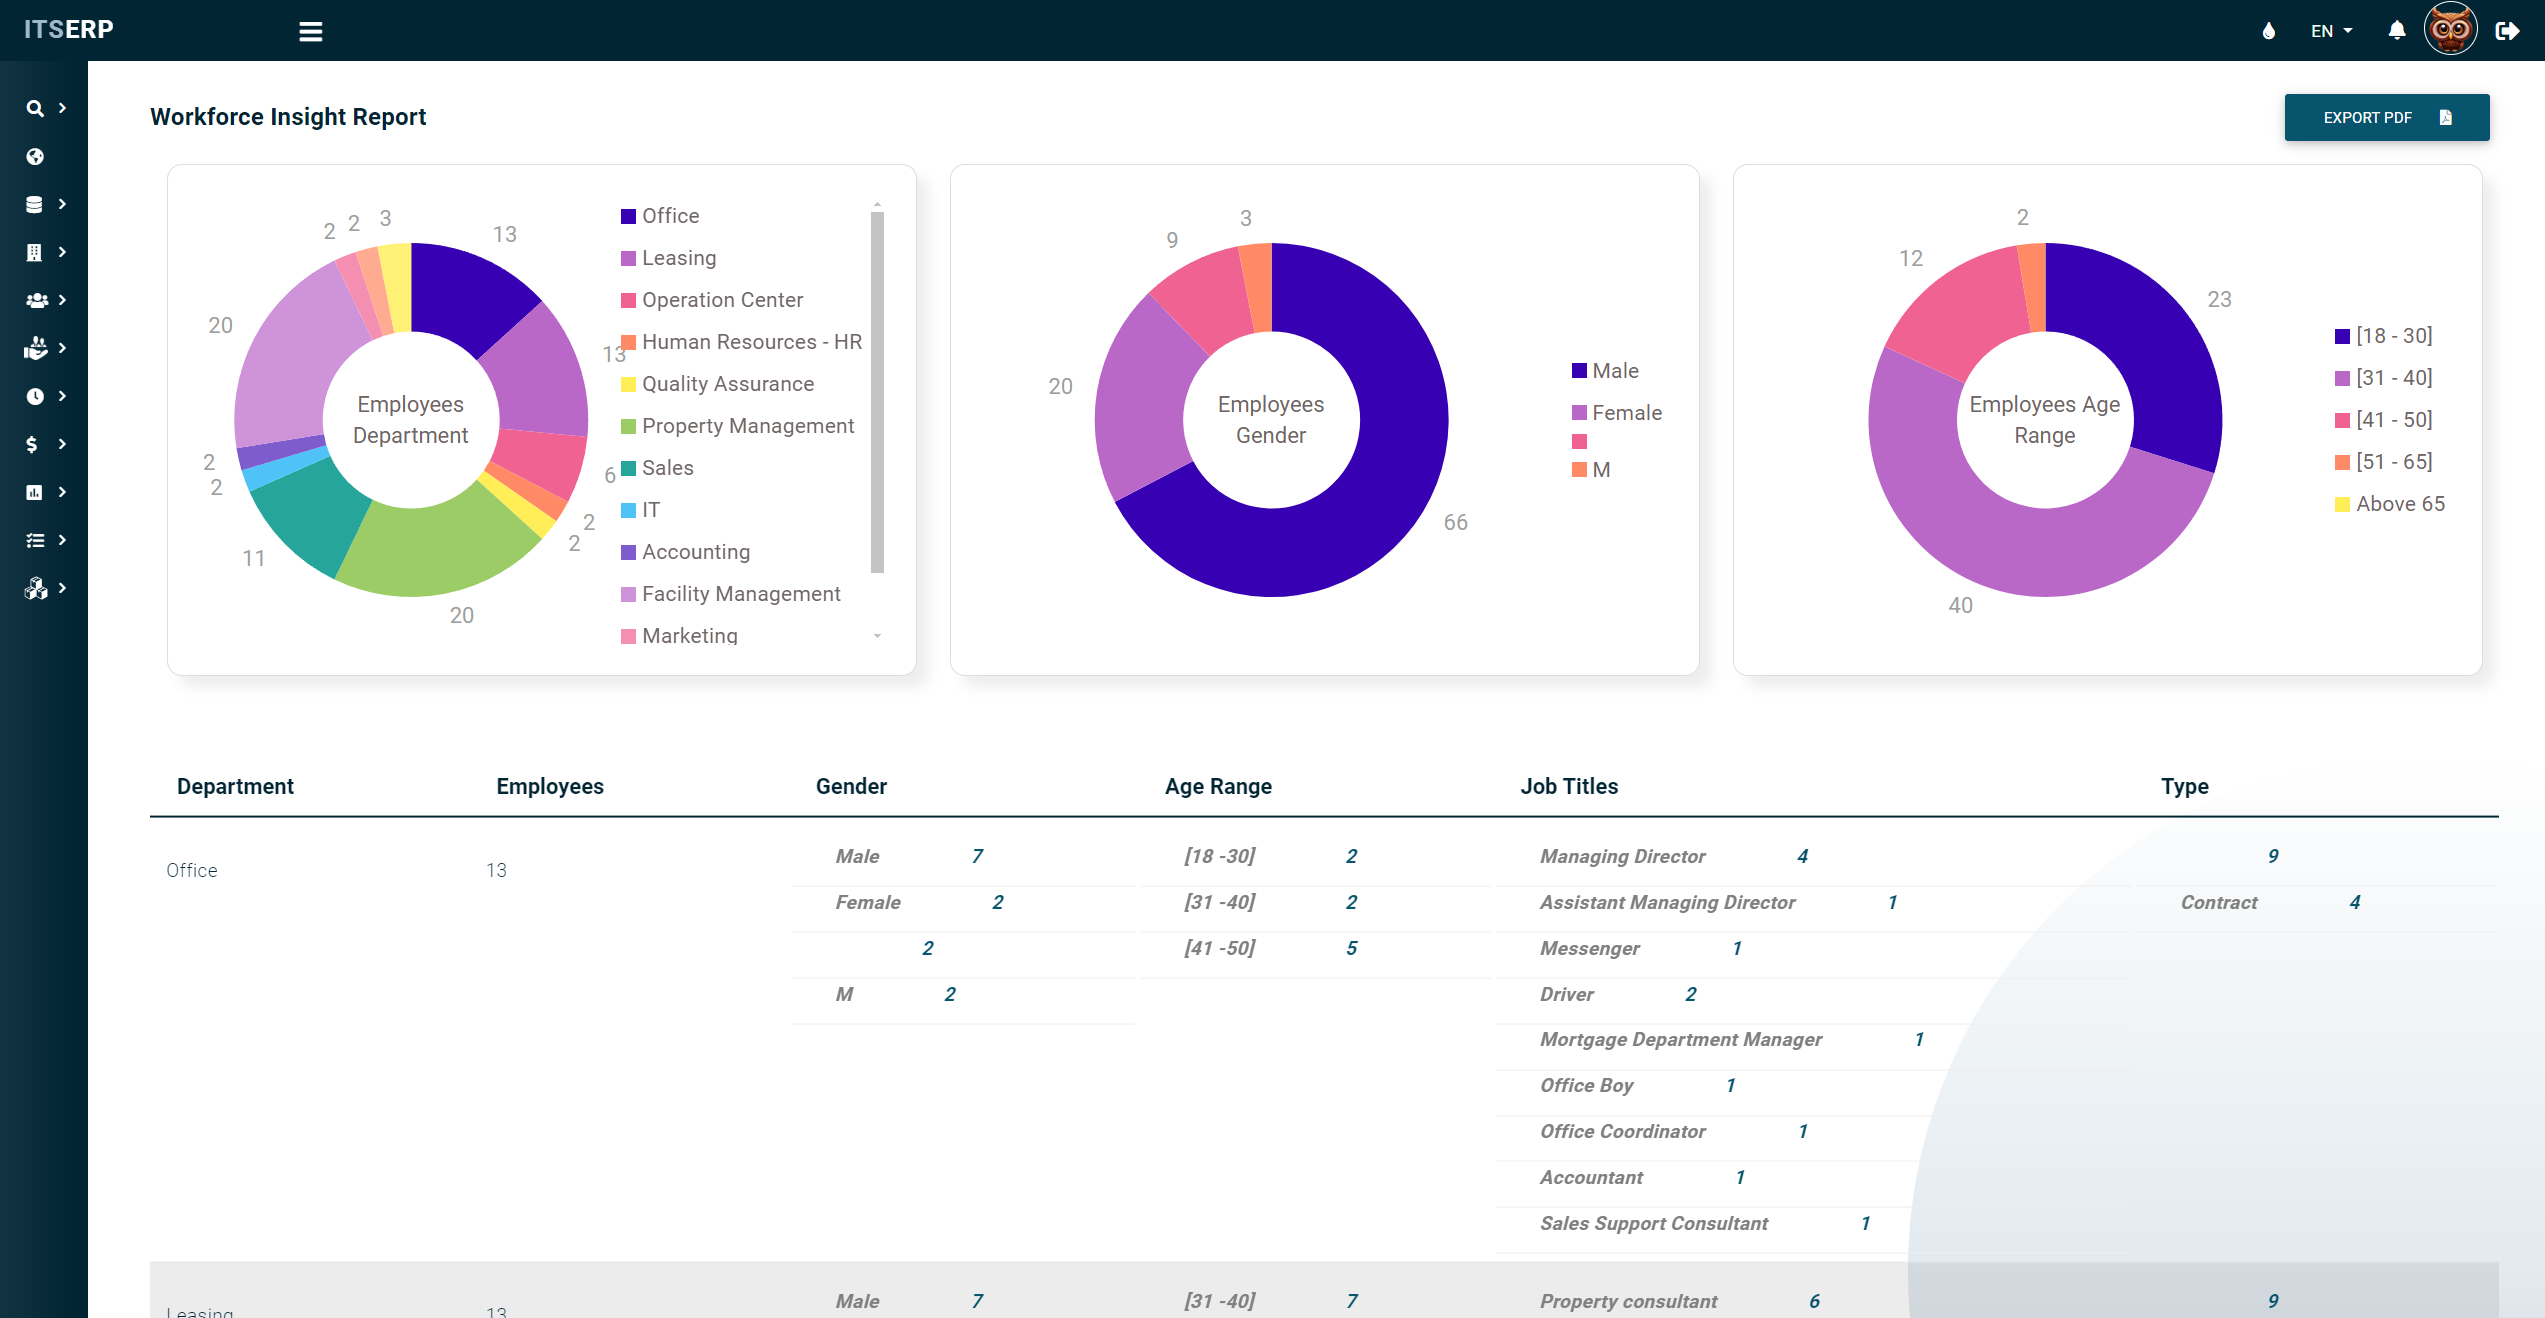 ITSERP
EN
Workforce Insight Report
EXPORT PDF
2 2 3 13
20
13
6
2
2
20
11
2
2
Employees
Department
Office
Leasing
Operation Center
Human Resources - HR
Quality Assurance
Property Management
Sales
IT
Accounting
Facility Management
Marketing
3
9
20
66
Employees
Gender
Male
Female
M
2
12
23
40
Employees Age
Range
[18 - 30]
[31 - 40]
[41 - 50]
[51 - 65]
Above 65
Department Employees Gender Age Range Job Titles Type
Office 13 Male 7 [18 -30] 2 Managing Director 4 9
Female 2 [31 -40] 2 Assistant Managing Director 1 Contract 4
2 [41 -50] 5 Messenger 1
M 2 Driver 2
Mortgage Department Manager 1
Office Boy 1
Office Coordinator 1
Accountant 1
Sales Support Consultant 1
Leasing 13 Male 7 [31 -40] 7 Property consultant 6 9